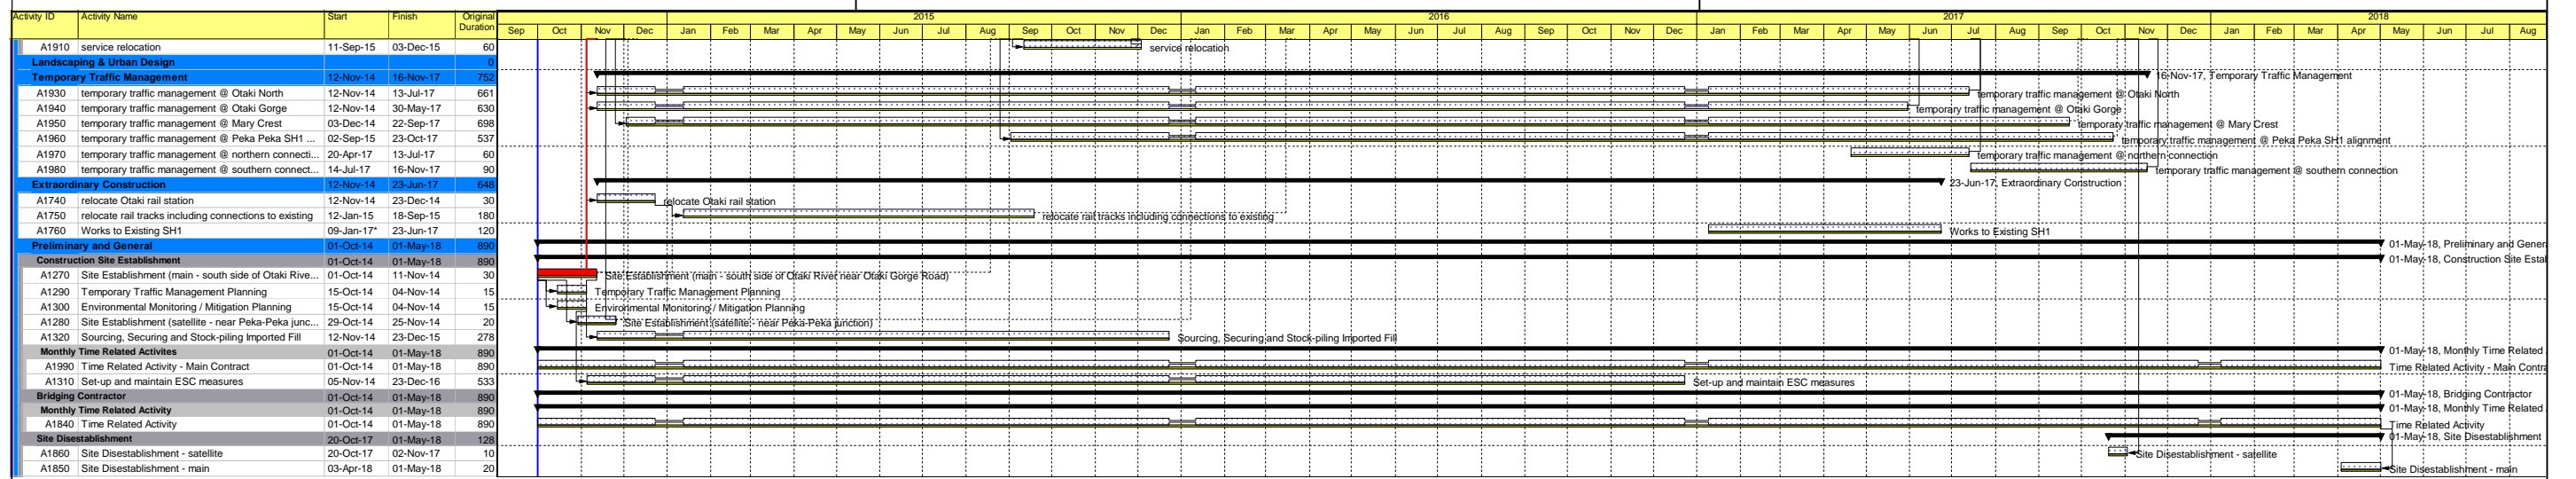 Activity ID Activity Name Start Finish Original Duration 2015 2016 2017 2018
Sep Oct Nov Dec Jan Feb Mar Apr May Jun Jul Aug Sep Oct Nov Dec Jan Feb Mar Apr May Jun Jul Aug Sep Oct Nov Dec Jan Feb Mar Apr May Jun Jul Aug Sep Oct Nov Dec Jan Feb Mar Apr May Jun Jul Aug
A1910 service relocation 11-Sep-15 03-Dec-15 60 service relocation
Landscaping & Urban Design 0
Temporary Traffic Management 12-Nov-14 16-Nov-17 752 16-Nov-17, Temporary Traffic Management
A1930 temporary traffic management @ Otaki North 12-Nov-14 13-Jul-17 661 temporary traffic management @ Otaki North
A1940 temporary traffic management @ Otaki Gorge 12-Nov-14 30-May-17 630 temporary traffic management @ Otaki Gorge
A1950 temporary traffic management @ Mary Crest 03-Dec-14 22-Sep-17 698 temporary traffic management @ Mary Crest
A1960 temporary traffic management @ Peka Peka SH1 ... 02-Sep-15 23-Oct-17 537 temporary traffic management @ Peka Peka SH1 alignment
A1970 temporary traffic management @ northern connecti... 20-Apr-17 13-Jul-17 60 temporary traffic management @ northern connection
A1980 temporary traffic management @ southern connect... 14-Jul-17 16-Nov-17 90 temporary traffic management @ southern connection
Extraordinary Construction 12-Nov-14 23-Jun-17 648 23-Jun-17, Extraordinary Construction
A1740 relocate Otaki rail station 12-Nov-14 23-Dec-14 30 relocate Otaki rail station
A1750 relocate rail tracks including connections to existing 12-Jan-15 18-Sep-15 180 relocate rail tracks including connections to existing
A1760 Works to Existing SH1 09-Jan-17* 23-Jun-17 120 Works to Existing SH1
Preliminary and General 01-Oct-14 01-May-18 890 01-May-18, Preliminary and Gener
Construction Site Establishment 01-Oct-14 01-May-18 890 01-May-18, Construction Site Estab
A1270 Site Establishment (main - south side of Otaki Rive... 01-Oct-14 11-Nov-14 30 Site Establishment (main - south side of Otaki River near Otaki Gorge Road)
A1290 Temporary Traffic Management Planning 15-Oct-14 04-Nov-14 15 Temporary Traffic Management Planning
A1300 Environmental Monitoring / Mitigation Planning 15-Oct-14 04-Nov-14 15 Environmental Monitoring / Mitigation Planning
A1280 Site Establishment (satellite - near Peka-Peka junc... 29-Oct-14 25-Nov-14 20 Site Establishment (satellite - near Peka-Peka junction)
A1320 Sourcing, Securing and Stock-piling Imported Fill 12-Nov-14 23-Dec-15 278 Sourcing, Securing and Stock-piling Imported Fill
Monthly Time Related Activites 01-Oct-14 01-May-18 890 01-May-18, Monthly Time Related
A1990 Time Related Activity - Main Contract 01-Oct-14 01-May-18 890 Time Related Activity - Main Contra
A1310 Set-up and maintain ESC measures 05-Nov-14 23-Dec-16 533 Set-up and maintain ESC measures
Bridging Contractor 01-Oct-14 01-May-18 890 01-May-18, Bridging Contractor
Monthly Time Related Activity 01-Oct-14 01-May-18 890 01-May-18, Monthly Time Related
A1840 Time Related Activity 01-Oct-14 01-May-18 890 Time Related Activity
Site Disestablishment 20-Oct-17 01-May-18 128 01-May-18, Site Disestablishment
A1860 Site Disestablishment - satellite 20-Oct-17 02-Nov-17 10 Site Disestablishment - satellite
A1850 Site Disestablishment - main 03-Apr-18 01-May-18 20 Site Disestablishment - main